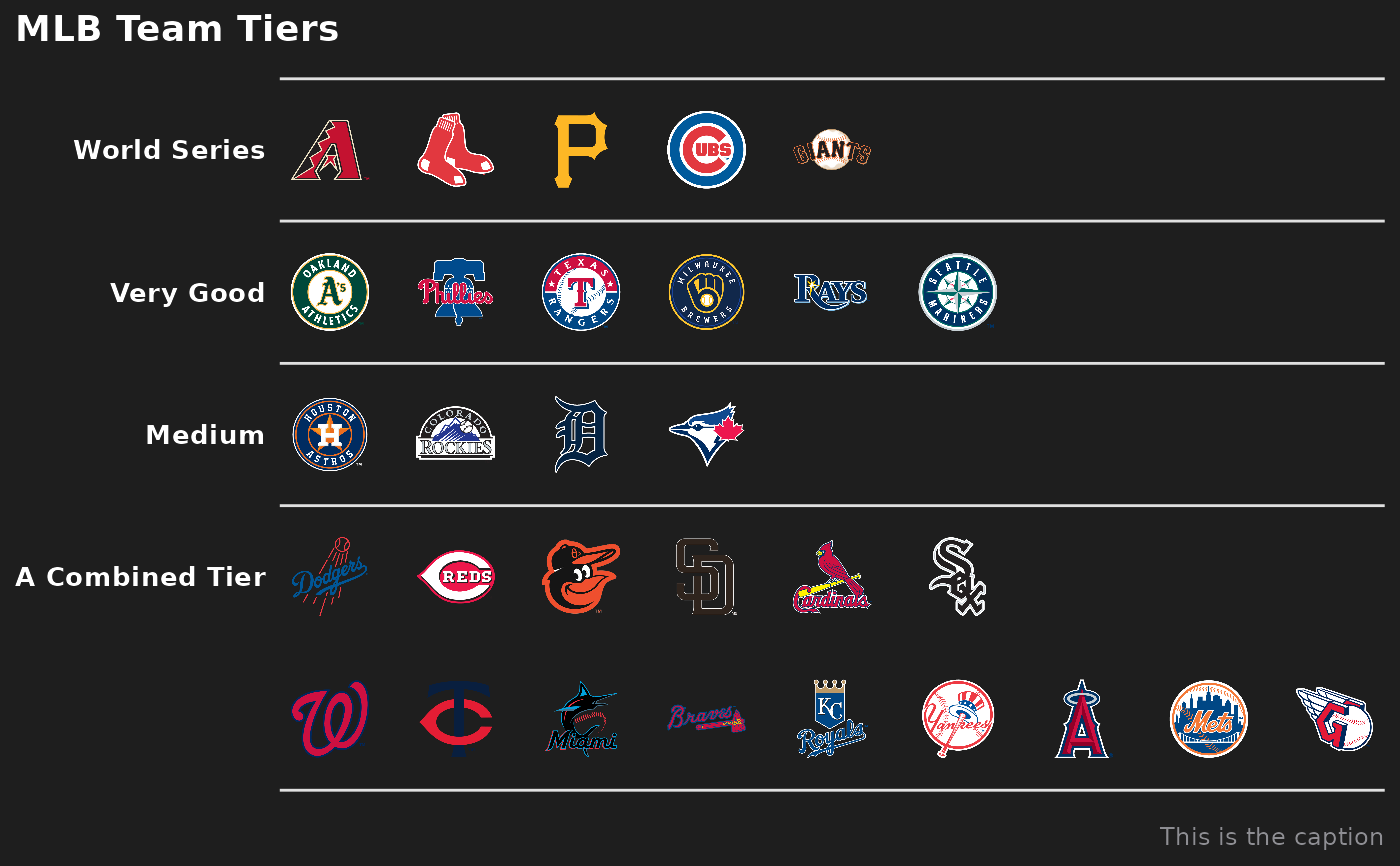 MLB Team Tiers
World Series
A
P
CUBS
GIANTS
Very Good
OAKLAND
A's
ATHLETICS
Phillies
TEXAS
T
RANGERS
MILWAUKEE
BREWERS
RAYS
SEATTLE
MARINERS
Medium
HOUSTON
H
ASTROS
COLORADO
ROCKIES
D
A Combined Tier
Dodgers
REDS
SD
Cardinals
Sox
W
TC
Miami
Braves
KC
Royals
Yankees
A
Mets
G
This is the caption